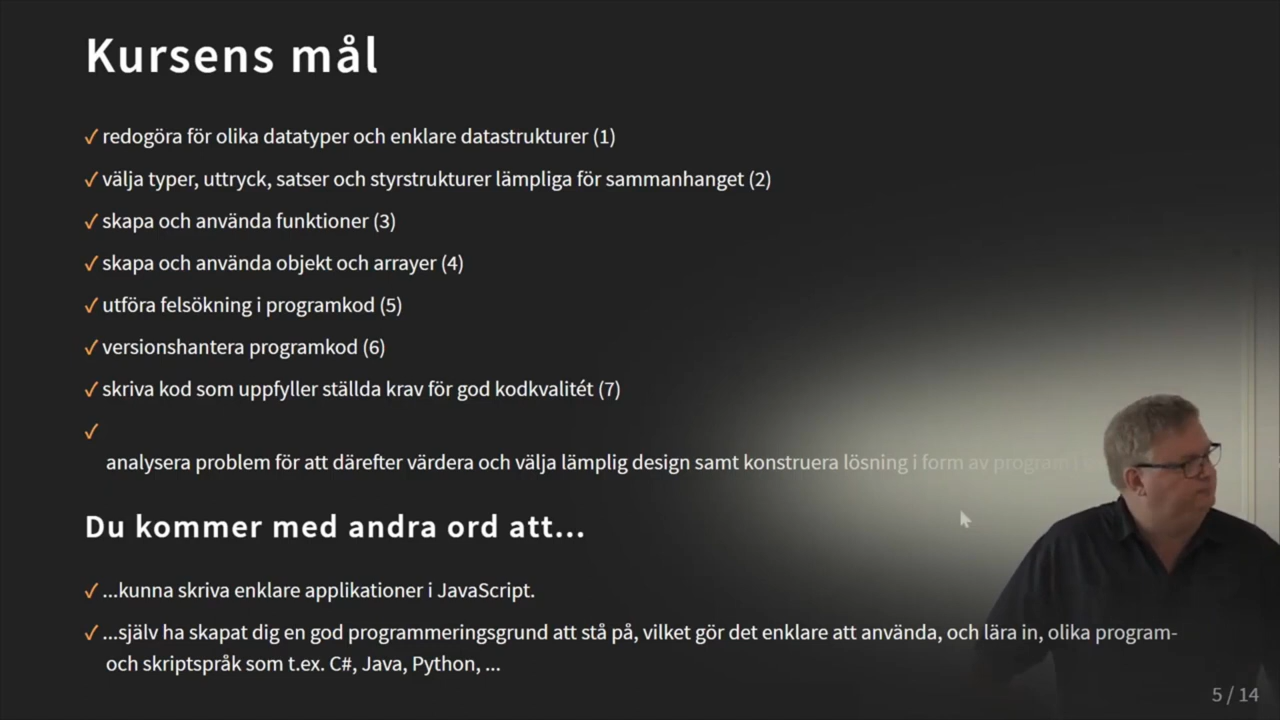 Kursens mål
✓ redogöra för olika datatyper och enklare datastrukturer (1)
✓ välja typer, uttryck, satser och styrstrukturer lämpliga för sammanhanget (2)
✓ skapa och använda funktioner (3)
✓ skapa och använda objekt och arrayer (4)
✓ utföra felsökning i programkod (5)
✓ versionshantera programkod (6)
✓ skriva kod som uppfyller ställda krav för god kodkvalitét (7)
✓
analysera problem för att därefter värdera och välja lämplig design samt konstruera lösning i form av program
Du kommer med andra ord att...
✓ ...kunna skriva enklare applikationer i JavaScript.
✓ ...själv ha skapat dig en god programmeringsgrund att stå på, vilket gör det enklare att använda, och lära in, olika program-
och skriptspråk som t.ex. C#, Java, Python, ...
5 / 14